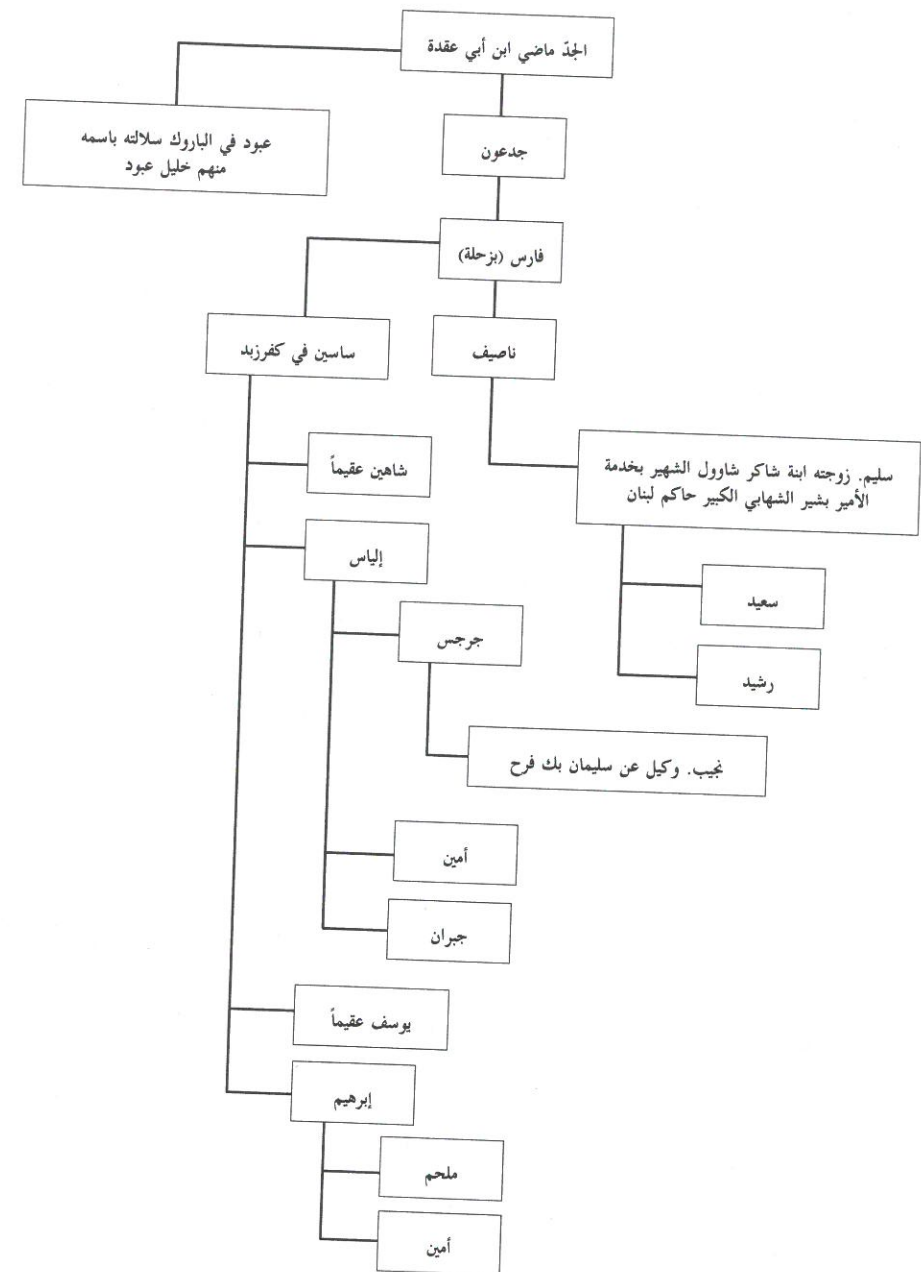 الجدّ ماضي ابن أبي عقدة
عبود في الباروك سلالته باسمه
منهم خليل عبود
جدعون
فارس (بزحلة)
ناصيف
ساسين في كفرزبد
سليم. زوجته ابنة شاكر شاوول الشهير بخدمة
الأمير بشير الشهابي الكبير حاكم لبنان
شاهين عقيماً
إلياس
سعيد
جرجس
رشيد
نجيب. وكيل عن سليمان بك فرح
أمين
جبران
يوسف عقيماً
إبرهيم
ملحم
أمين